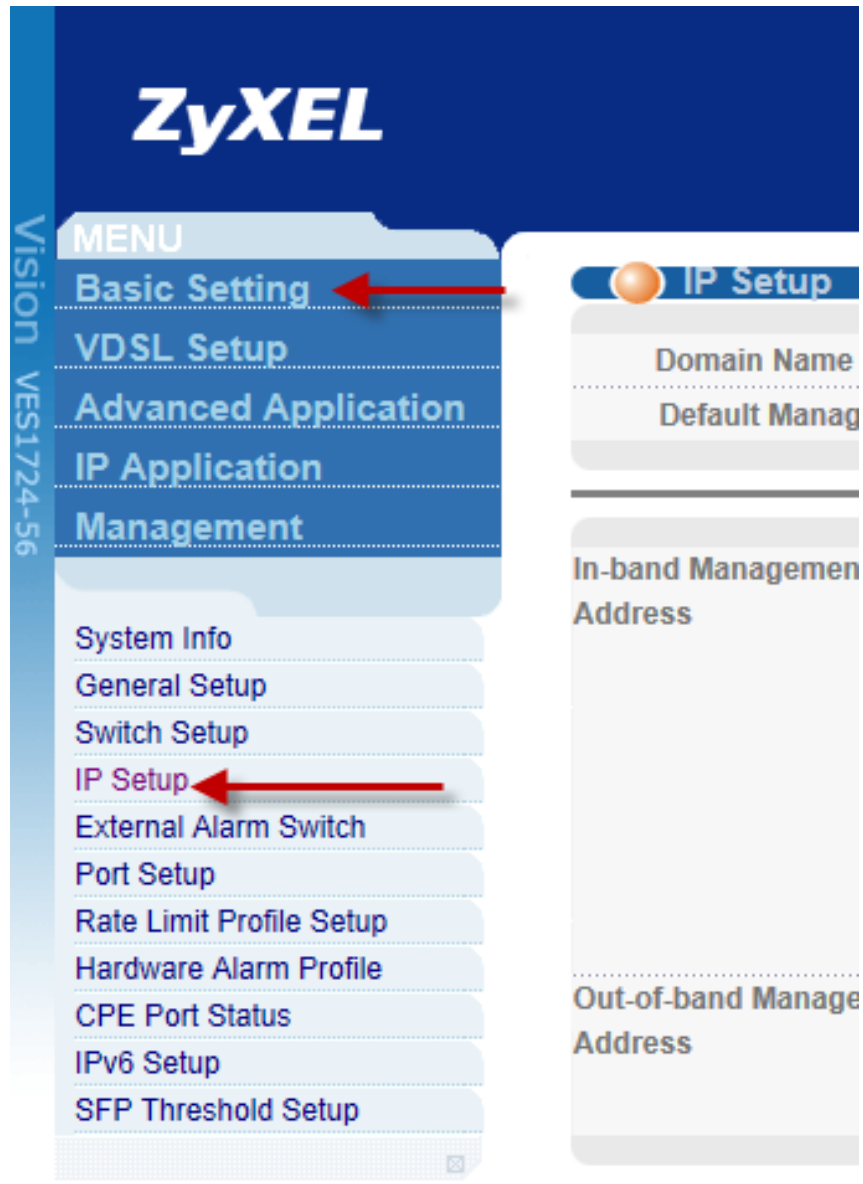 ZyXEL
Vision VES1724-56
MENU
Basic Setting
VDSL Setup
Advanced Application
IP Application
Management
System Info
General Setup
Switch Setup
IP Setup
External Alarm Switch
Port Setup
Rate Limit Profile Setup
Hardware Alarm Profile
CPE Port Status
IPv6 Setup
SFP Threshold Setup
IP Setup
Domain Name
Default Manag
In-band Managemen
Address
Out-of-band Manage
Address